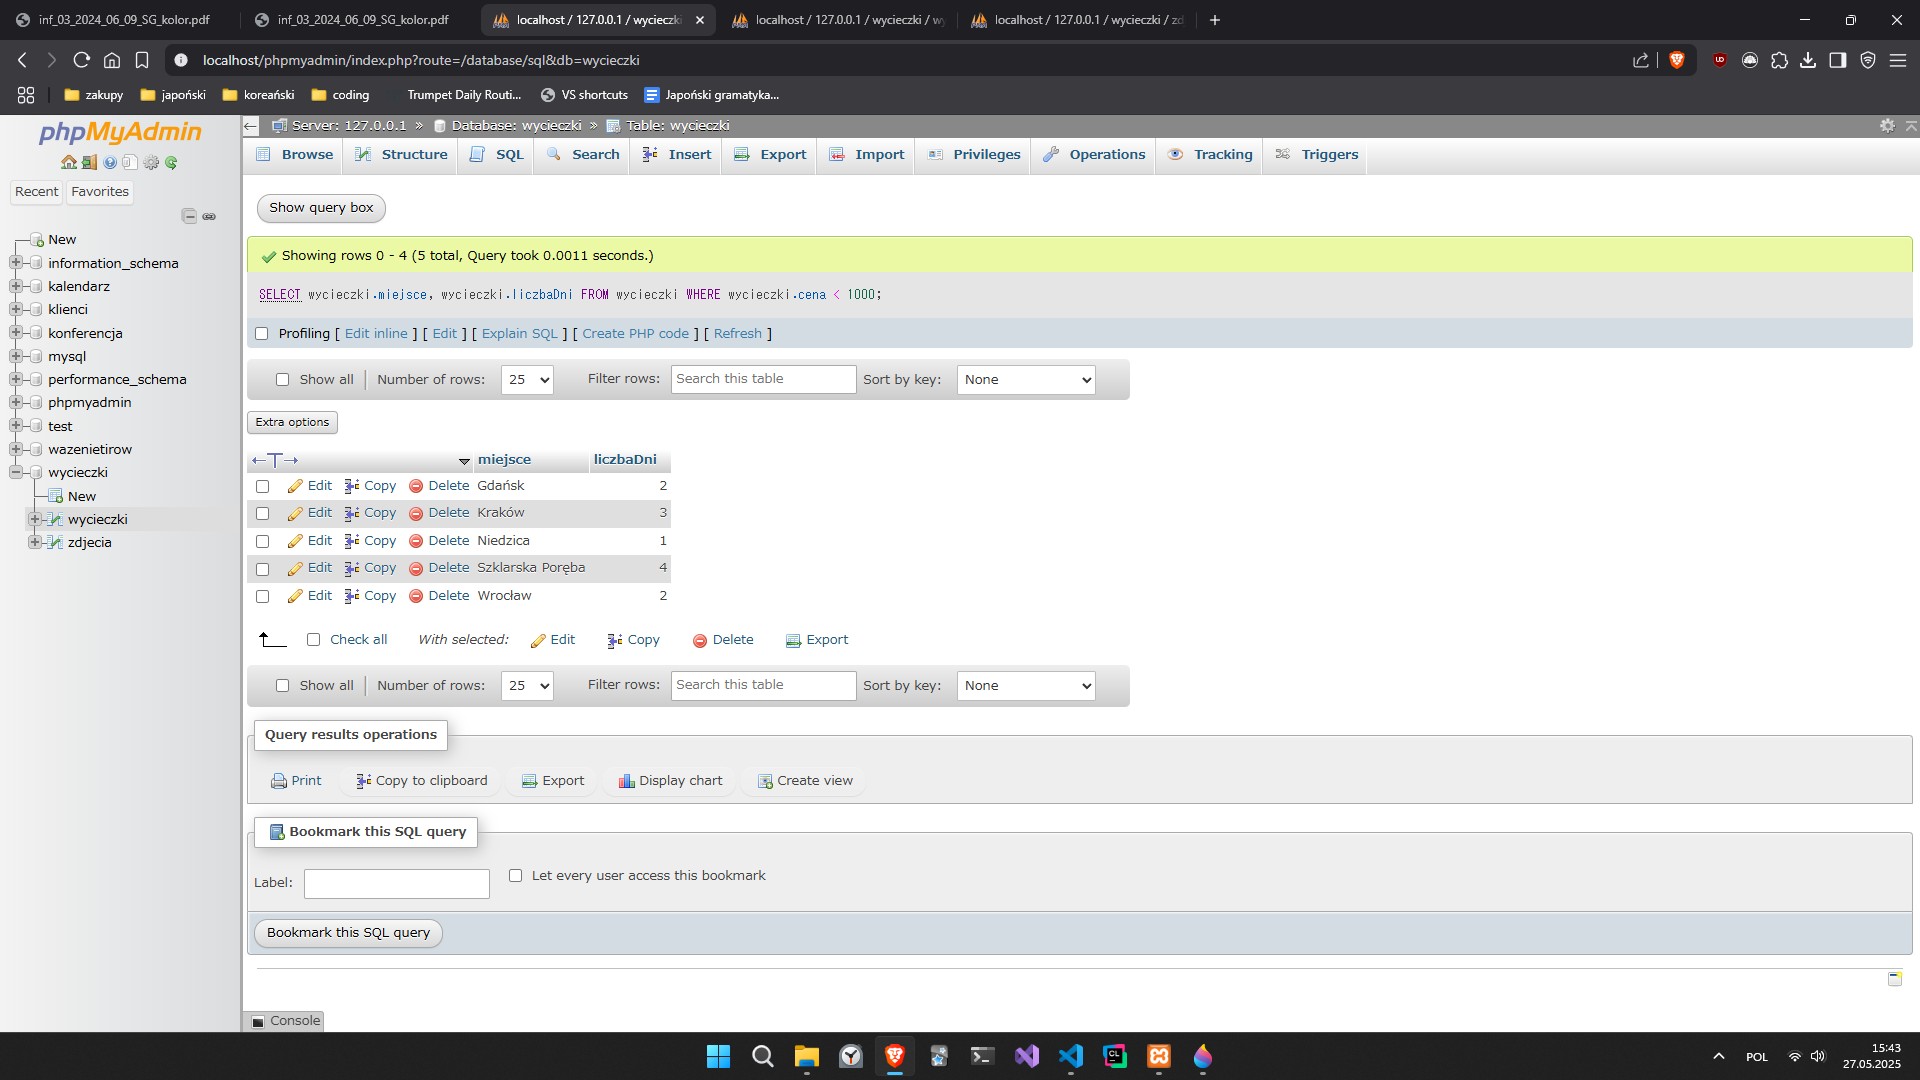 inf_03_2024_06_09_SG_kolor.pdf
inf_03_2024_06_09_SG_kolor.pdf
localhost / 127.0.0.1 / wycieczki
localhost / 127.0.0.1 / wycieczki / wy
localhost / 127.0.0.1 / wycieczki / zd
localhost/phpmyadmin/index.php?route=/database/sql&db=wycieczki
zakupy
japoński
koreański
coding
Trumpet Daily Routi...
VS shortcuts
Japoński gramatyka...
phpMyAdmin
Recent
Favorites
New
information_schema
kalendarz
klienci
konferencja
mysql
performance_schema
phpmyadmin
test
wazenietirow
wycieczki
New
wycieczki
zdjecia
Server: 127.0.0.1 » Database: wycieczki » Table: wycieczki
Browse
Structure
SQL
Search
Insert
Export
Import
Privileges
Operations
Tracking
Triggers
Show query box
Showing rows 0 - 4 (5 total, Query took 0.0011 seconds.)
SELECT wycieczki.miejsce, wycieczki.liczbaDni FROM wycieczki WHERE wycieczki.cena < 1000;
Profiling [ Edit inline ] [ Edit ] [ Explain SQL ] [ Create PHP code ] [ Refresh ]
Show all | Number of rows: 25 Filter rows: Search this table Sort by key: None
Extra options
miejsce liczbaDni
Edit Copy Delete Gdańsk 2
Edit Copy Delete Kraków 3
Edit Copy Delete Niedzica 1
Edit Copy Delete Szklarska Poręba 4
Edit Copy Delete Wrocław 2
Check all With selected: Edit Copy Delete Export
Show all | Number of rows: 25 Filter rows: Search this table Sort by key: None
Query results operations
Print Copy to clipboard Export Display chart Create view
Bookmark this SQL query
Label:
Let every user access this bookmark
Bookmark this SQL query
Console
POL
15:43
27.05.2025